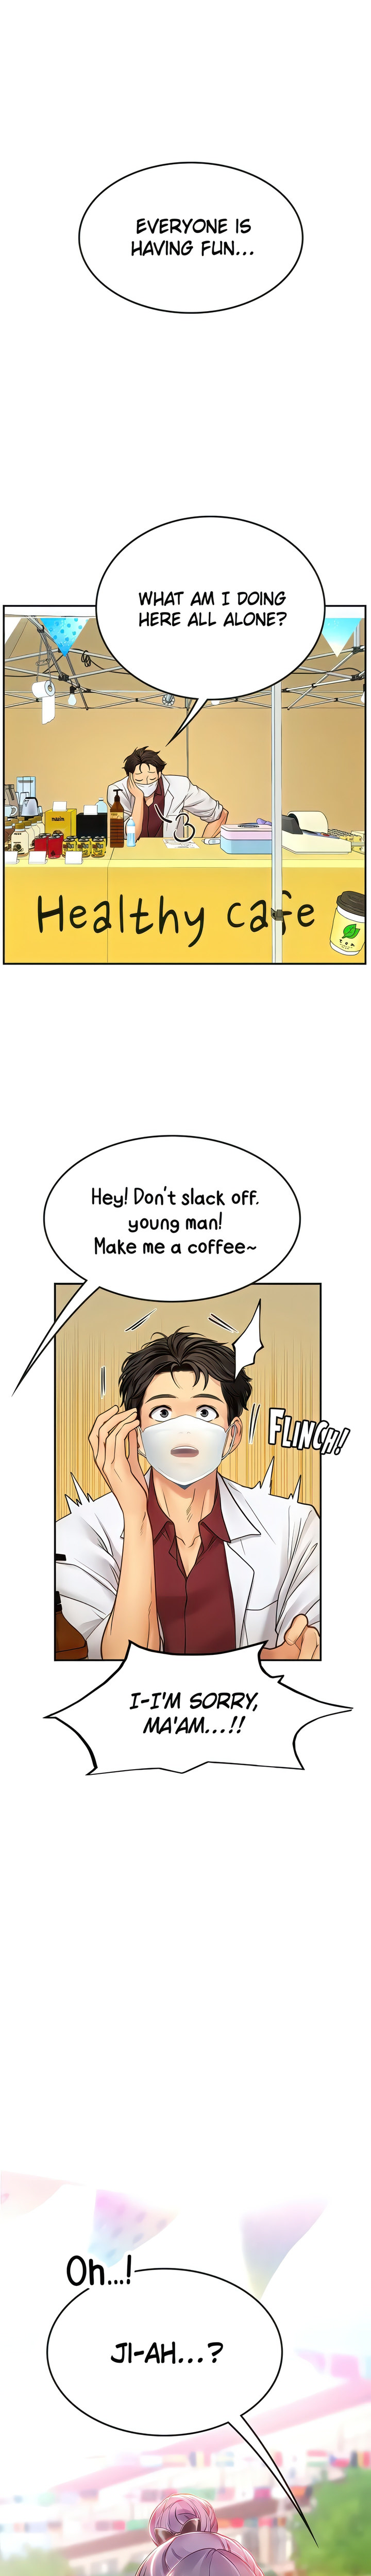 EVERYONE IS
HAVING FUN...
WHAT AM I DOING
HERE ALL ALONE?
Healthy cafe
Hey! Don't slack off,
young man!
Make me a coffee~
FLINCH!
I-I'M SORRY,
MA'AM...!!
Oh...!
JI-AH...?